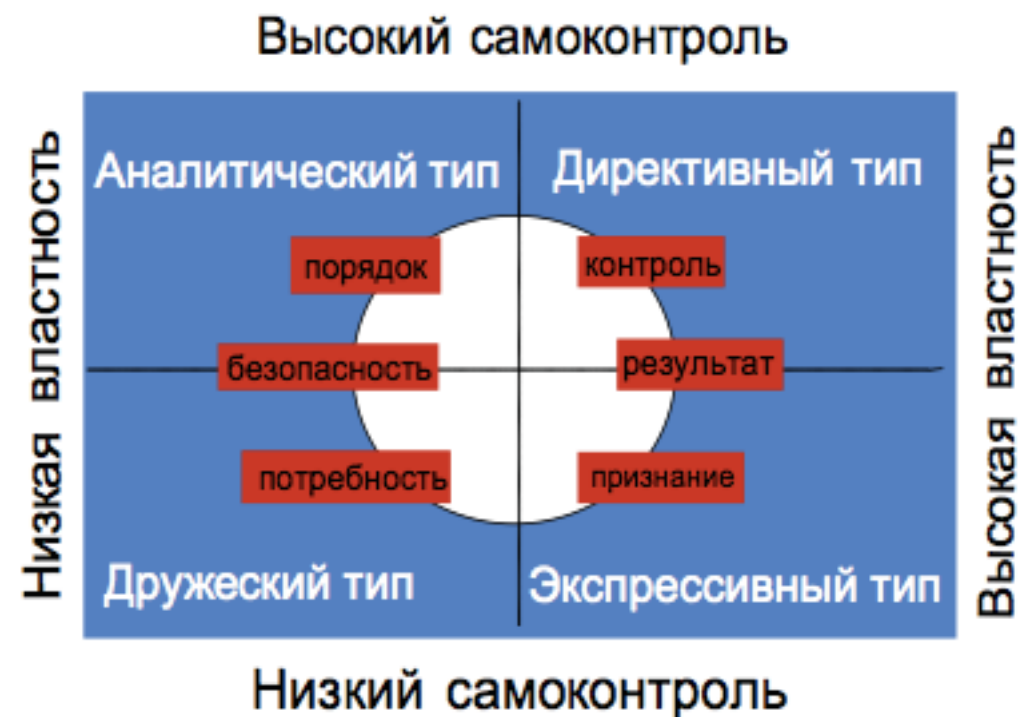 Высокий самоконтроль
Низкая властность
Высокая властность
Аналитический тип
Директивный тип
порядок
контроль
безопасность
результат
потребность
признание
Дружеский тип
Экспрессивный тип
Низкий самоконтроль